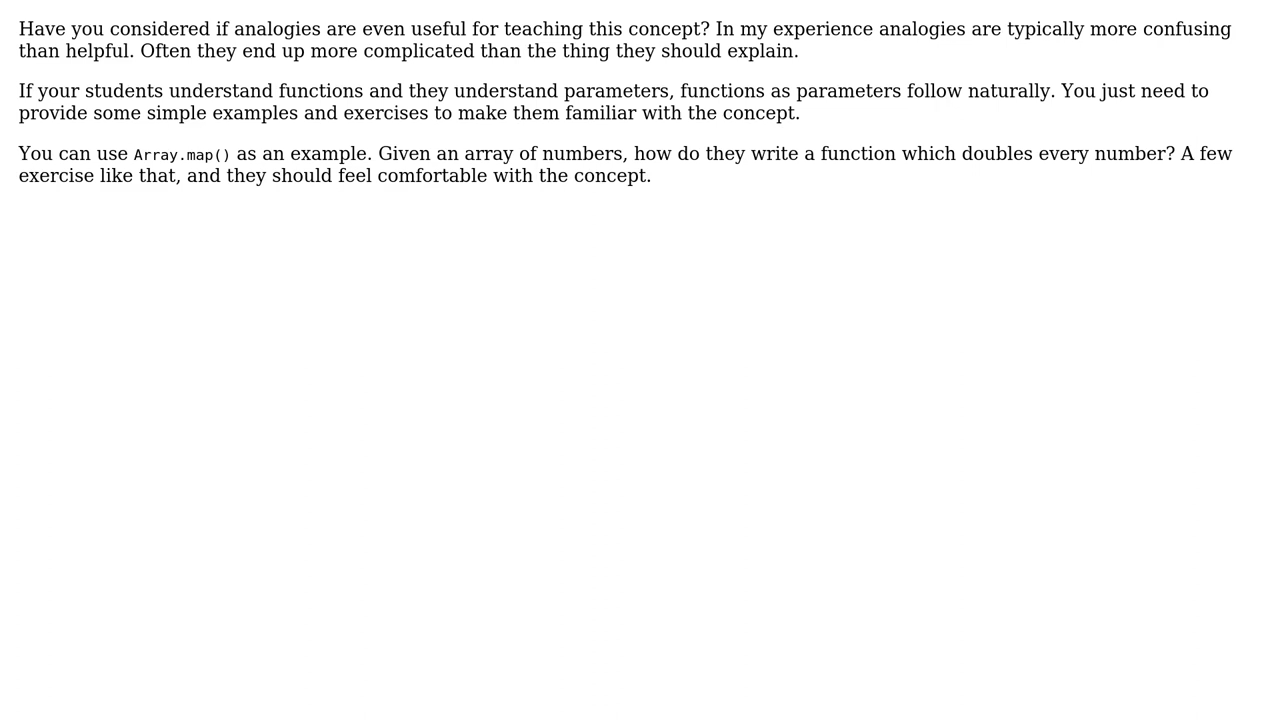 Have you considered if analogies are even useful for teaching this concept? In my experience analogies are typically more confusing
than helpful. Often they end up more complicated than the thing they should explain.
If your students understand functions and they understand parameters, functions as parameters follow naturally. You just need to
provide some simple examples and exercises to make them familiar with the concept.
You can use Array.map() as an example. Given an array of numbers, how do they write a function which doubles every number? A few
exercise like that, and they should feel comfortable with the concept.